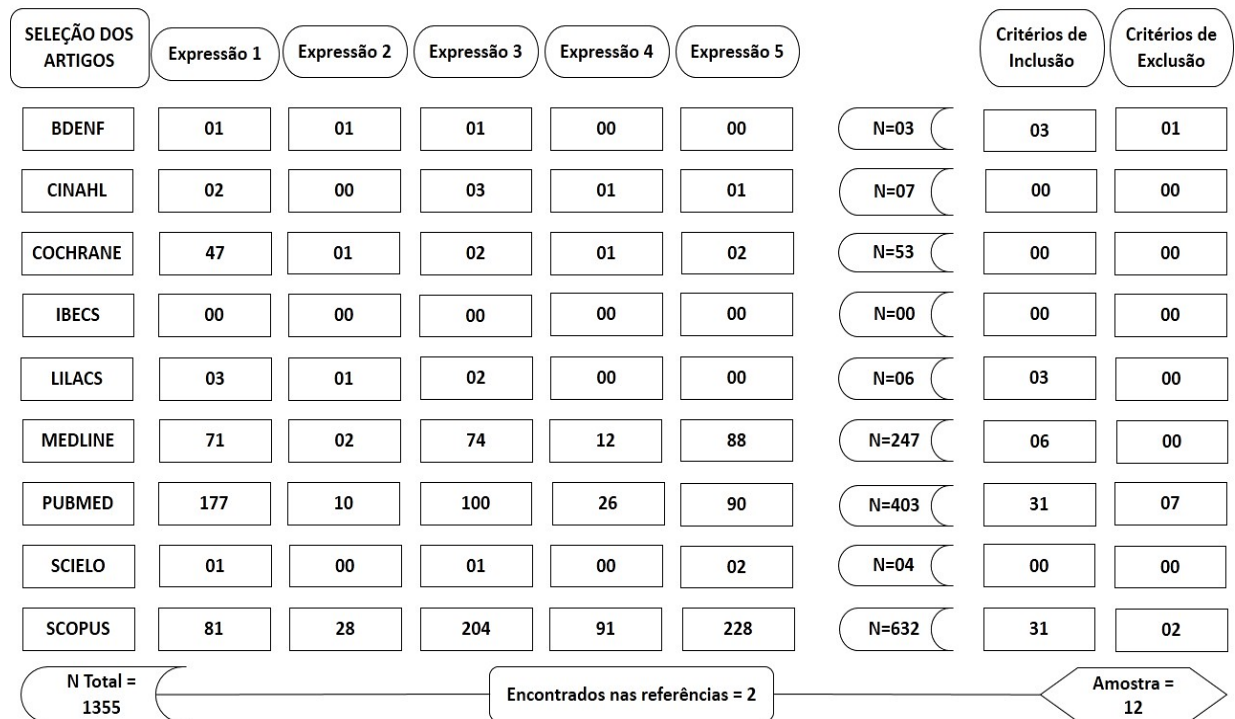 SELEÇÃO DOS
ARTIGOS
Expressão 1 Expressão 2 Expressão 3 Expressão 4 Expressão 5
Critérios de
Inclusão
Critérios de
Exclusão
BDENF 01 01 01 00 00 N=03 03 01
CINAHL 02 00 03 01 01 N=07 00 00
COCHRANE 47 01 02 01 02 N=53 00 00
IBECS 00 00 00 00 00 N=00 00 00
LILACS 03 01 02 00 00 N=06 03 00
MEDLINE 71 02 74 12 88 N=247 06 00
PUBMED 177 10 100 26 90 N=403 31 07
SCIELO 01 00 01 00 02 N=04 00 00
SCOPUS 81 28 204 91 228 N=632 31 02
N Total =
1355
Encontrados nas referências = 2
Amostra =
12